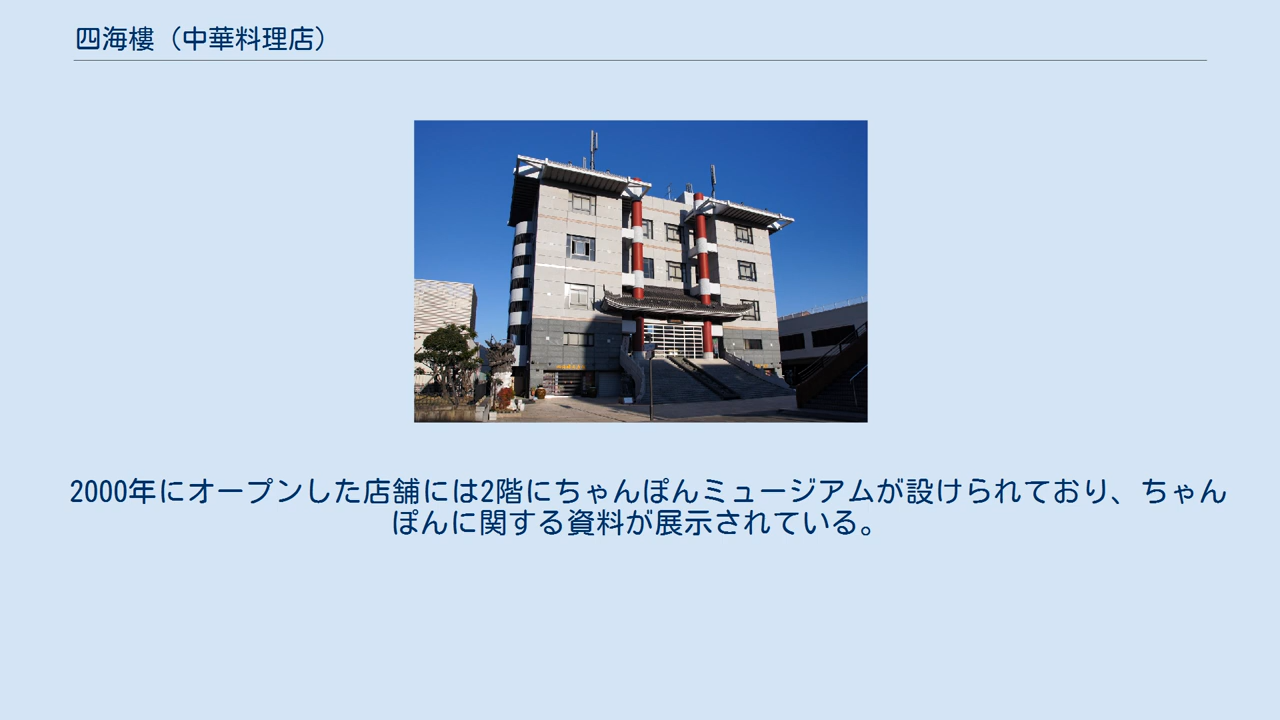 四海樓（中華料理店）
2000年にオープンした店舗には2階にちゃんぽんミュージアムが設けられており、ちゃん
ぽんに関する資料が展示されている。